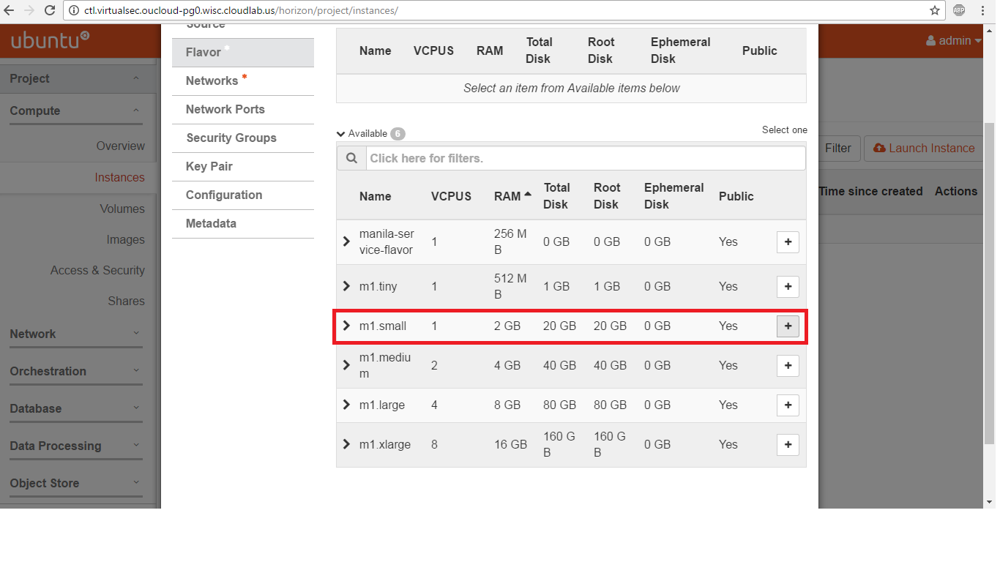 ctl.virtualsec.oucloud-pg0.wisc.cloudlab.us/horizon/project/instances/
ABP
ubuntu
admin
Project
Compute
Overview
Instances
Volumes
Images
Access & Security
Shares
Network
Orchestration
Database
Data Processing
Object Store
Source
Flavor *
Networks *
Network Ports
Security Groups
Key Pair
Configuration
Metadata
Name VCPUS RAM Total Disk Root Disk Ephemeral Disk Public
Select an item from Available items below
Available 6 Select one
Click here for filters.
Name VCPUS RAM Total Disk Root Disk Ephemeral Disk Public
manila-service-flavor 1 256 MB 0 GB 0 GB 0 GB Yes +
m1.tiny 1 512 MB 1 GB 1 GB 0 GB Yes +
m1.small 1 2 GB 20 GB 20 GB 0 GB Yes +
m1.medium 2 4 GB 40 GB 40 GB 0 GB Yes +
m1.large 4 8 GB 80 GB 80 GB 0 GB Yes +
m1.xlarge 8 16 GB 160 GB 160 GB 0 GB Yes +
Filter Launch Instance
Time since created Actions